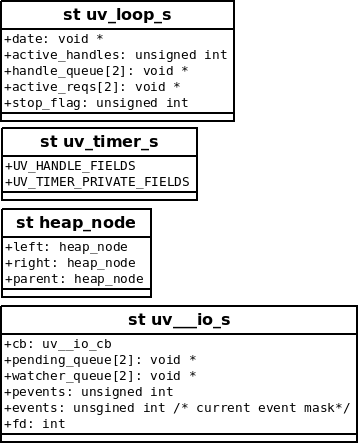 st uv_loop_s
+date: void *
+active_handles: unsigned int
+handle_queue[2]: void *
+active_reqs[2]: void *
+stop_flag: unsigned int
st uv_timer_s
+UV_HANDLE_FIELDS
+UV_TIMER_PRIVATE_FIELDS
st heap_node
+left: heap_node
+right: heap_node
+parent: heap_node
st uv__io_s
+cb: uv__io_cb
+pending_queue[2]: void *
+watcher_queue[2]: void *
+pevents: unsigned int
+events: unsgined int /* current event mask*/
+fd: int